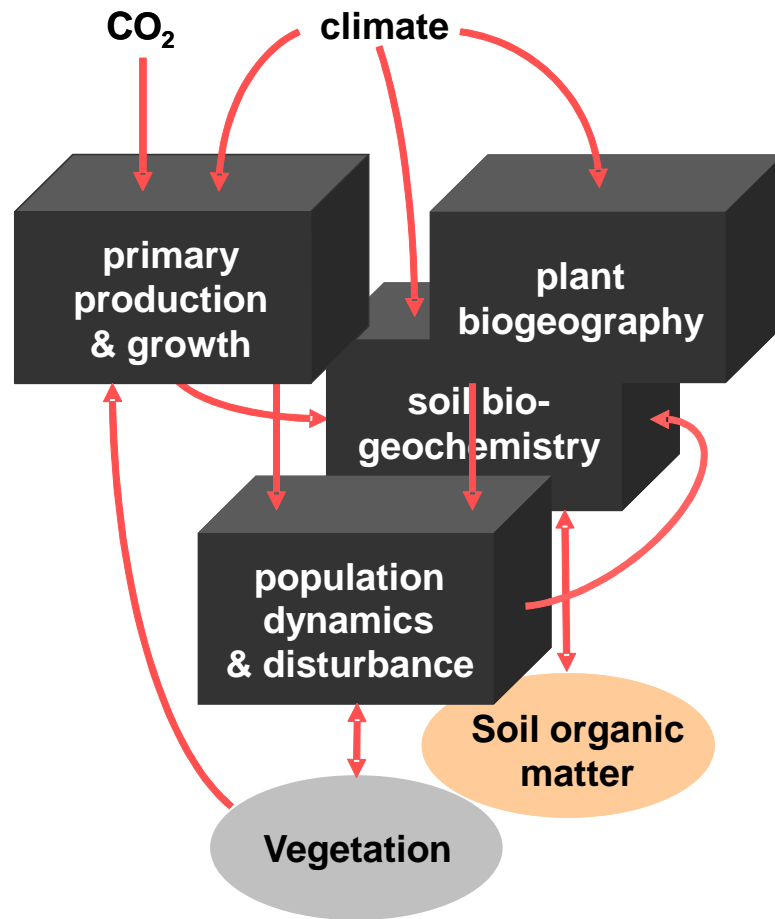 CO₂
climate
primary
production
& growth
plant
biogeography
soil bio-
geochemistry
population
dynamics
& disturbance
Soil organic
matter
Vegetation